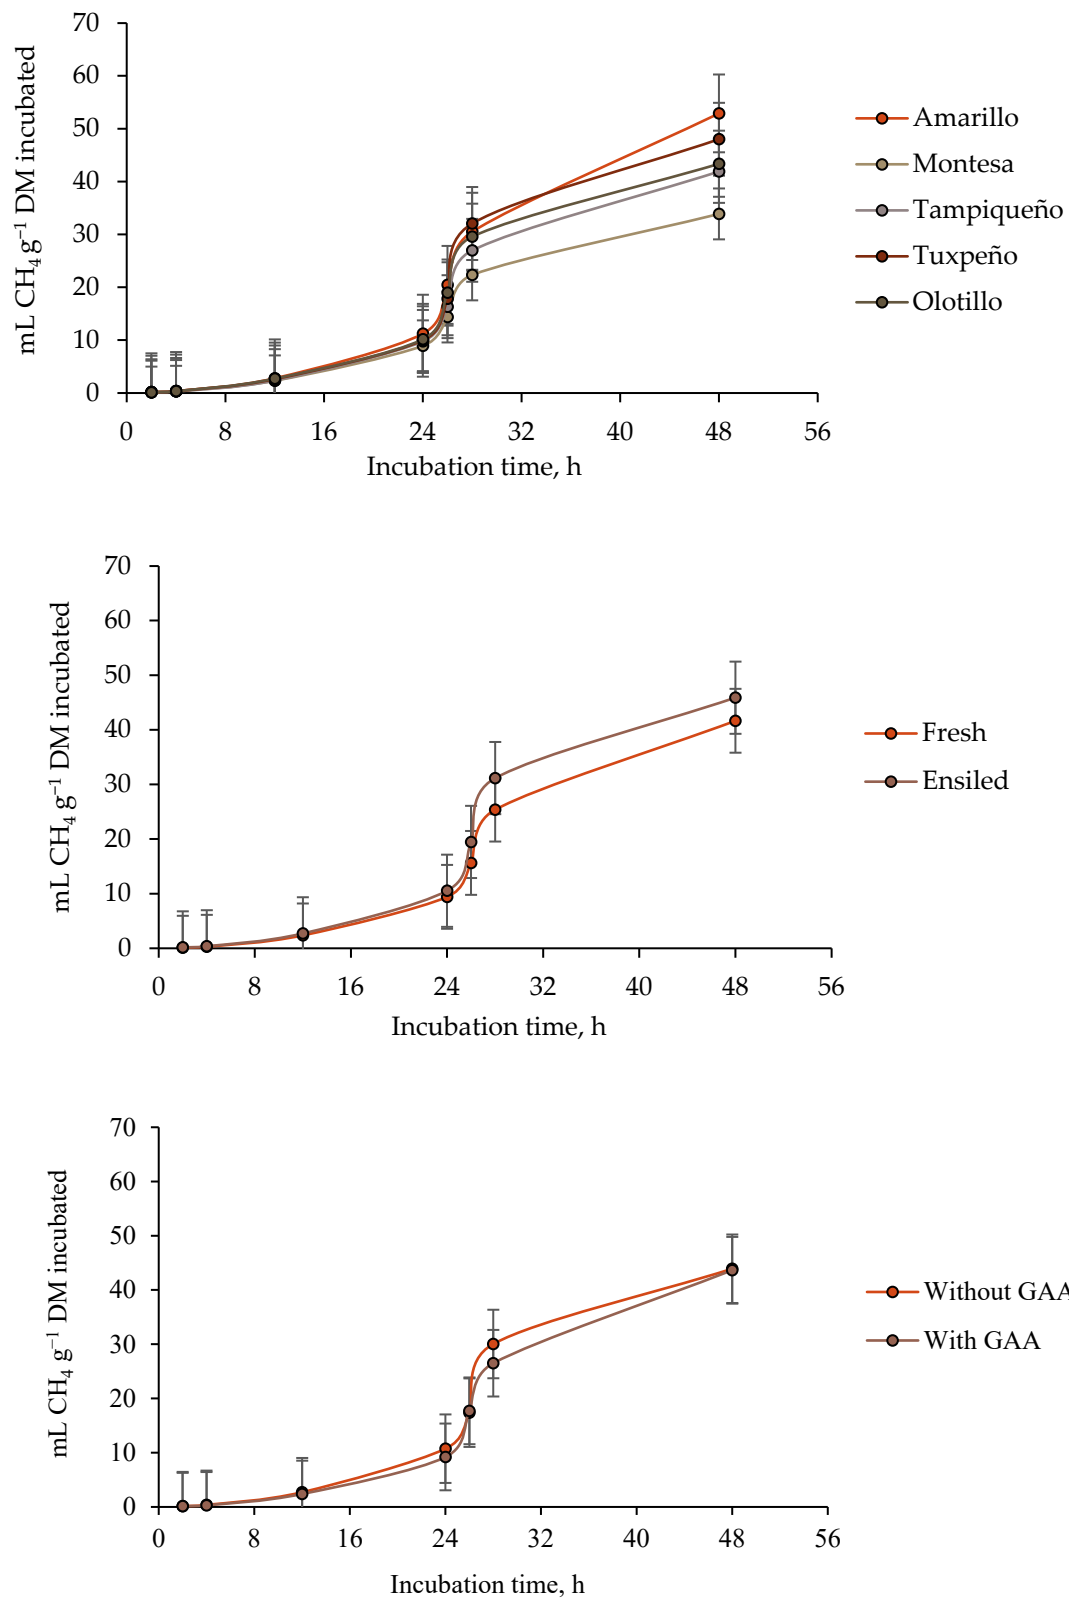 70
60
50
40
30
20
10
0
mL CH₄ g⁻¹ DM incubated
0 8 16 24 32 40 48 56
Incubation time, h
Amarillo
Montesa
Tampiqueño
Tuxpeño
Olotillo
70
60
50
40
30
20
10
0
mL CH₄ g⁻¹ DM incubated
0 8 16 24 32 40 48 56
Incubation time, h
Fresh
Ensiled
70
60
50
40
30
20
10
0
mL CH₄ g⁻¹ DM incubated
0 8 16 24 32 40 48 56
Incubation time, h
Without GAA
With GAA